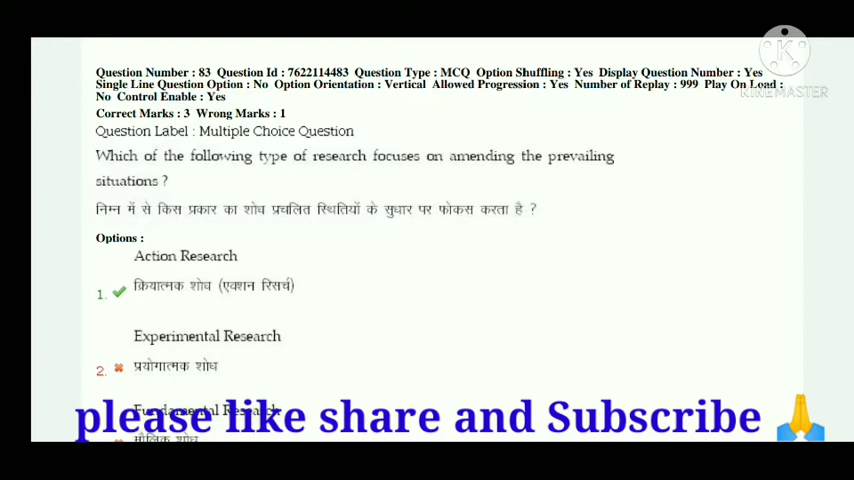 K
KINEMASTER
Question Number : 83 Question Id : 7622114483 Question Type : MCQ Option Shuffling : Yes Display Question Number : Yes
Single Line Question Option : No Option Orientation : Vertical Allowed Progression : Yes Number of Replay : 999 Play On Load :
No Control Enable : Yes
Correct Marks : 3 Wrong Marks : 1
Question Label : Multiple Choice Question
Which of the following type of research focuses on amending the prevailing
situations ?
निम्न में से किस प्रकार का शोध प्रचलित स्थितियों के सुधार पर फोकस करता है ?
Options :
Action Research
1. क्रियात्मक शोध (एक्शन रिसर्च)
Experimental Research
2. प्रयोगात्मक शोध
Fundamental Research
please like share and Subscribe 🙏
मौलिक शोध